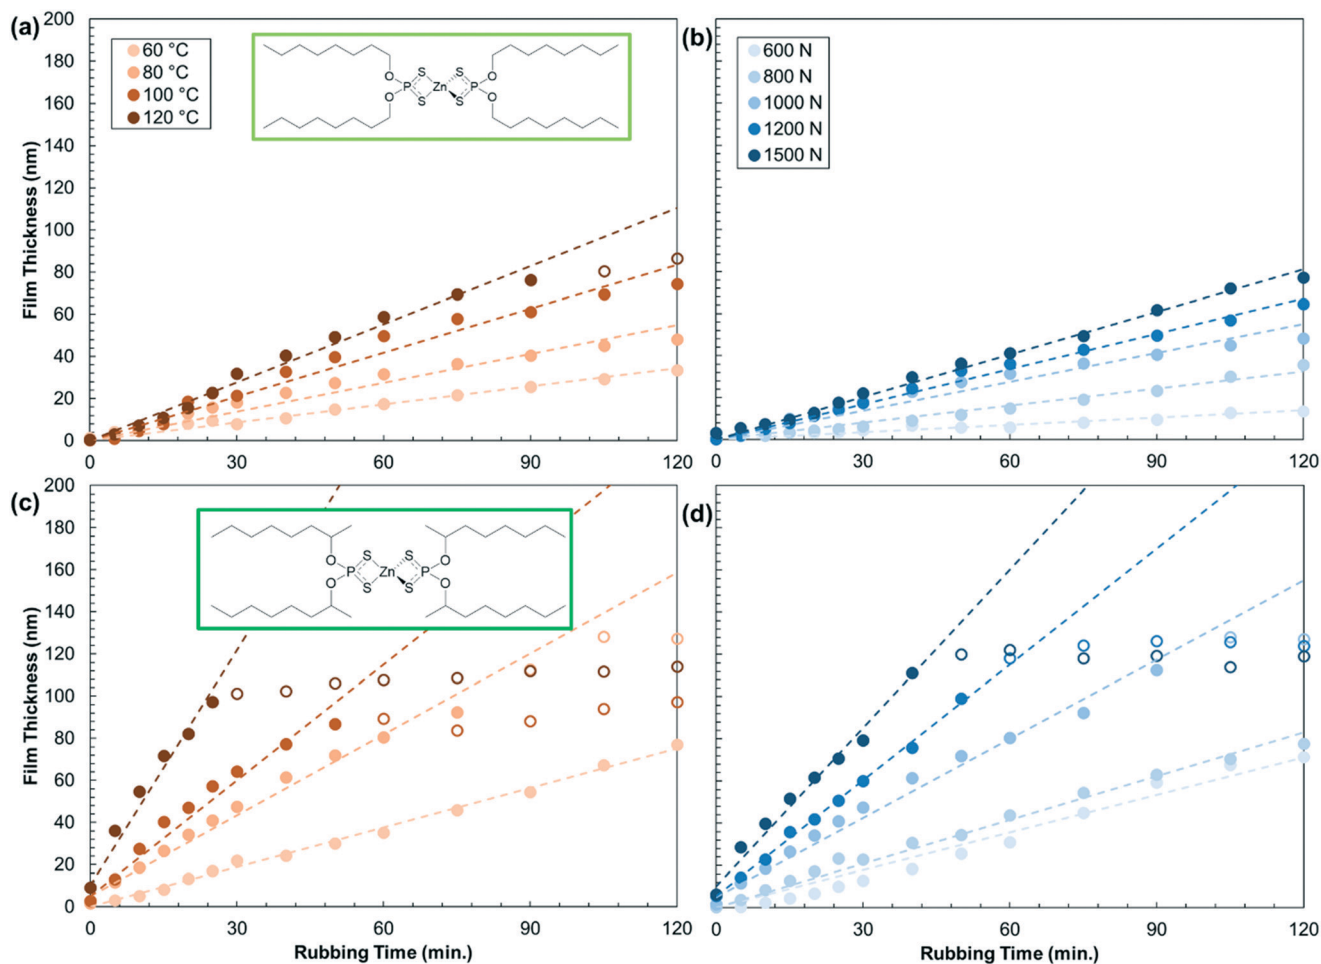 (a)
200
180
160
140
120
100
80
60
40
20
0
Film Thickness (nm)
60 °C
80 °C
100 °C
120 °C
O
O
P
S
S
Zn
S
S
P
O
O
0
30
60
90
120
(b)
600 N
800 N
1000 N
1200 N
1500 N
0
30
60
90
120
(c)
200
180
160
140
120
100
80
60
40
20
0
Film Thickness (nm)
O
O
P
S
S
Zn
S
S
P
O
O
0
30
60
90
120
Rubbing Time (min.)
(d)
0
30
60
90
120
Rubbing Time (min.)